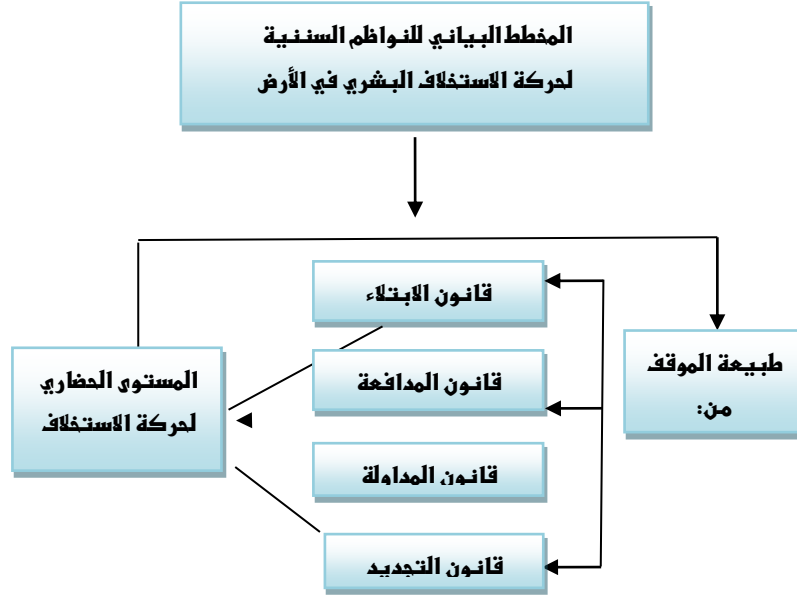 المخطط البياني للنواظم السننية
لحركة الاستخلاف البشري في الأرض
طبيعة الموقف
من:
قانون الابتلاء
قانون المدافعة
قانون المداولة
قانون التجديد
المستوى الحضاري
لحركة الاستخلاف